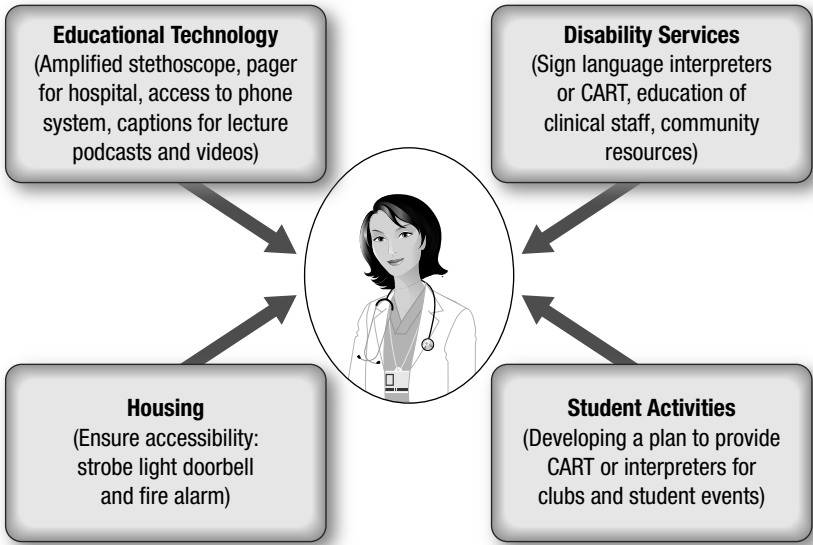 Educational Technology
(Amplified stethoscope, pager
for hospital, access to phone
system, captions for lecture
podcasts and videos)
Disability Services
(Sign language interpreters
or CART, education of
clinical staff, community
resources)
Housing
(Ensure accessibility:
strobe light doorbell
and fire alarm)
Student Activities
(Developing a plan to provide
CART or interpreters for
clubs and student events)